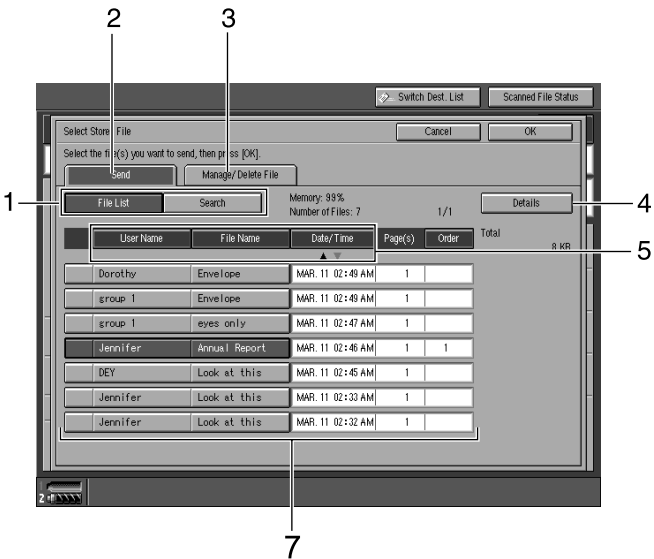 2
3
Switch Dest. List
Scanned File Status
Select Store File
Cancel
OK
Select the file(s) you want to send, then press [OK].
Send
Manage/Delete File
1
File List
Search
Memory: 99%
Number of Files: 7
1/1
Details
4
User Name
File Name
Date/Time
Page(s)
Order
Total
8 KB
5
Dorothy Envelope MAR. 11 02:49 AM 1
group 1 Envelope MAR. 11 02:49 AM 1
group 1 eyes only MAR. 11 02:47 AM 1
Jennifer Annual Report MAR. 11 02:46 AM 1 1
DEY Look at this MAR. 11 02:45 AM 1
Jennifer Look at this MAR. 11 02:33 AM 1
Jennifer Look at this MAR. 11 02:32 AM 1
1
2
7